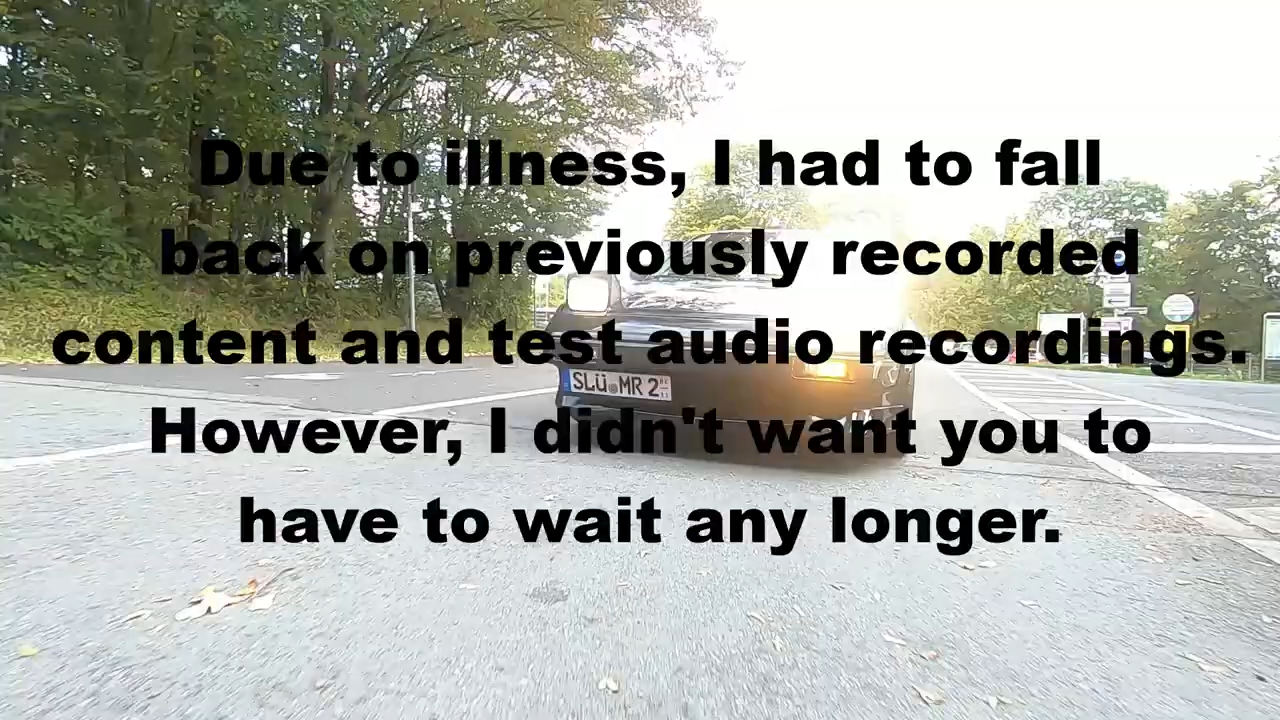 Due to illness, I had to fall
back on previously recorded
content and test audio recordings.
However, I didn't want you to
have to wait any longer.
SLÜ MR 2